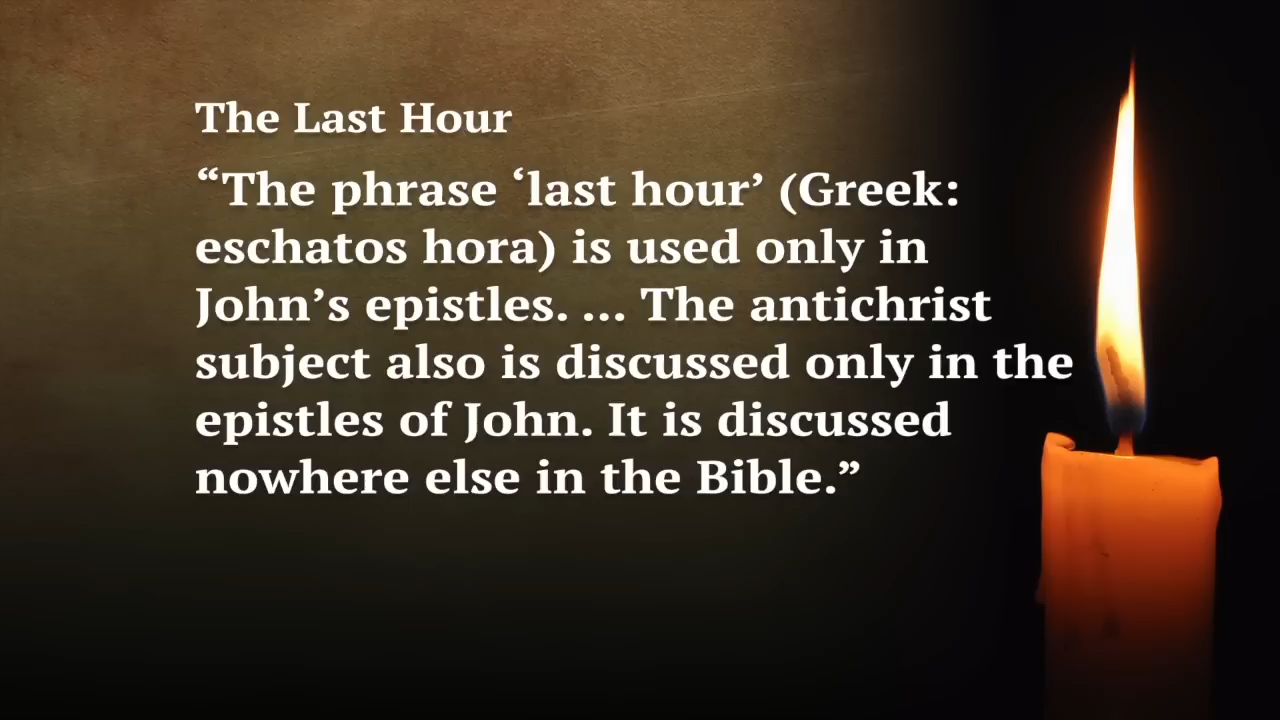 The Last Hour
“The phrase ‘last hour’ (Greek:
eschatos hora) is used only in
John’s epistles. ... The antichrist
subject also is discussed only in the
epistles of John. It is discussed
nowhere else in the Bible.”